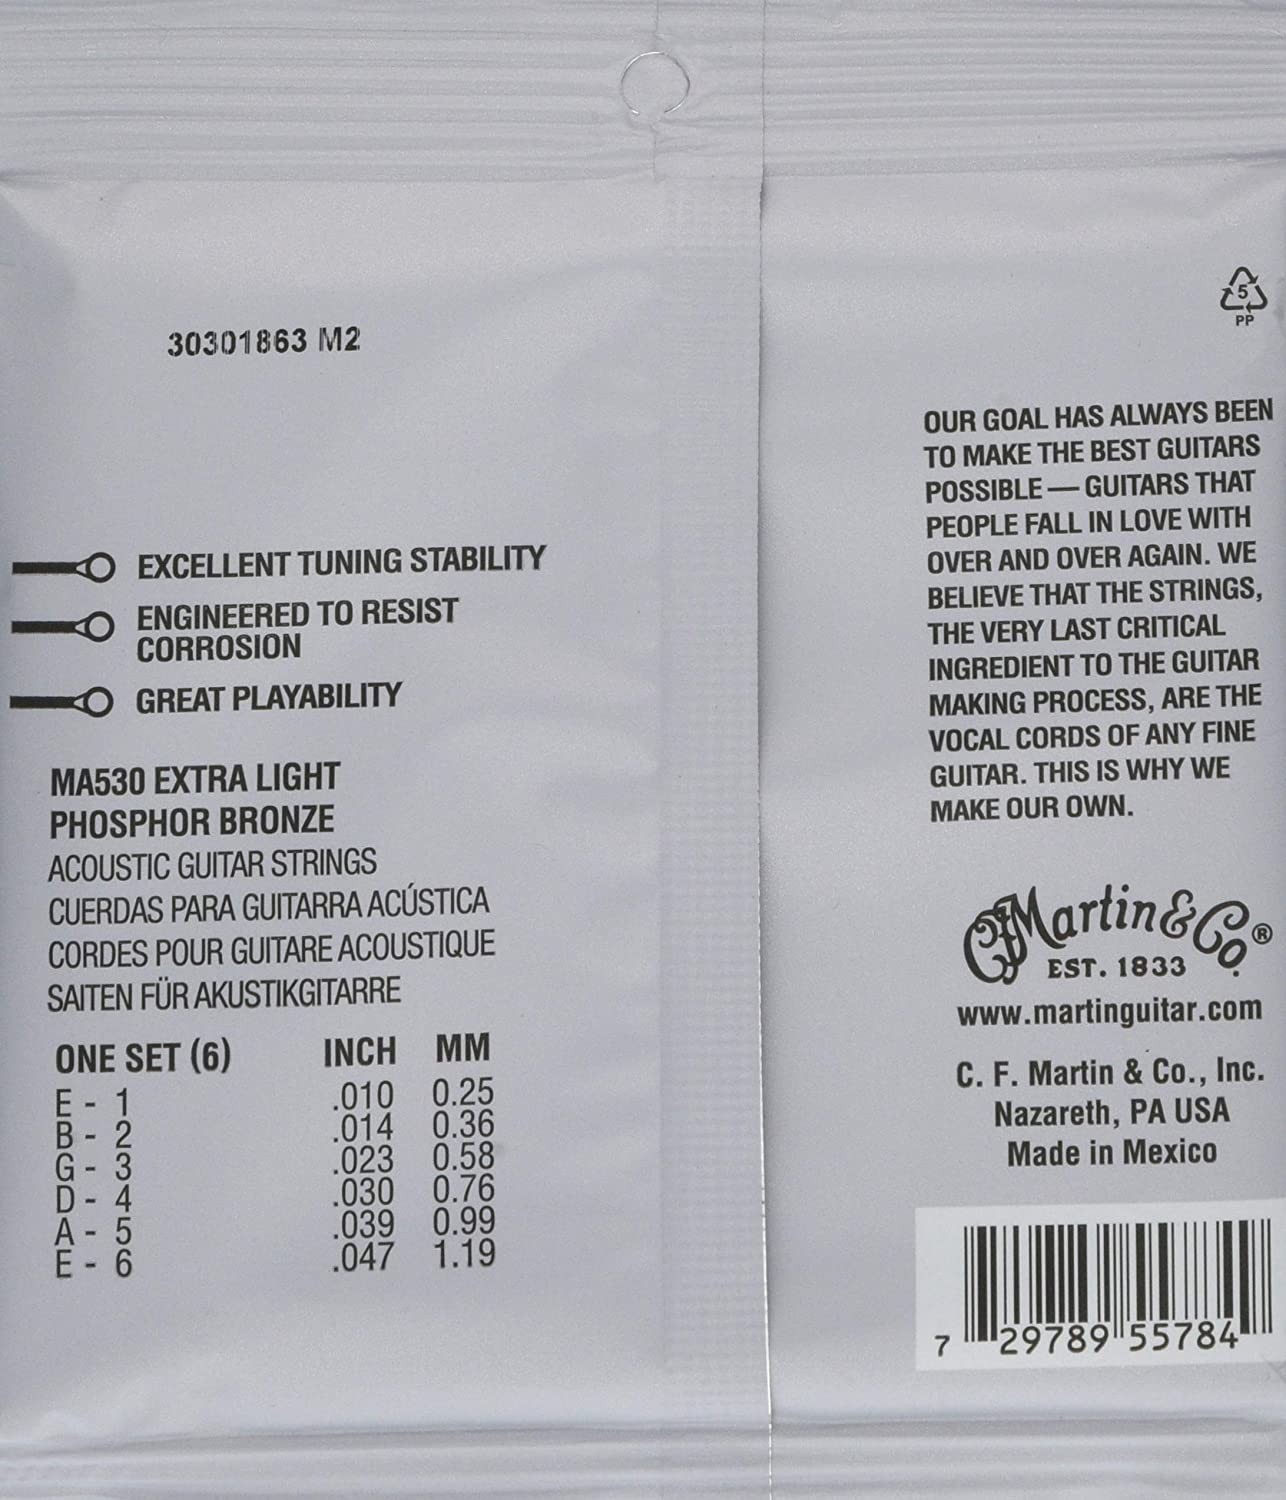 30301863 M2
EXCELLENT TUNING STABILITY
ENGINEERED TO RESIST
CORROSION
GREAT PLAYABILITY
MA530 EXTRA LIGHT
PHOSPHOR BRONZE
ACOUSTIC GUITAR STRINGS
CUERDAS PARA GUITARRA ACÚSTICA
CORDES POUR GUITARE ACOUSTIQUE
SAITEN FÜR AKUSTIKGITARRE
ONE SET (6) INCH MM
E - 1 .010 0.25
B - 2 .014 0.36
G - 3 .023 0.58
D - 4 .030 0.76
A - 5 .039 0.99
E - 6 .047 1.19
5
PP
OUR GOAL HAS ALWAYS BEEN
TO MAKE THE BEST GUITARS
POSSIBLE — GUITARS THAT
PEOPLE FALL IN LOVE WITH
OVER AND OVER AGAIN. WE
BELIEVE THAT THE STRINGS,
THE VERY LAST CRITICAL
INGREDIENT TO THE GUITAR
MAKING PROCESS, ARE THE
VOCAL CORDS OF ANY FINE
GUITAR. THIS IS WHY WE
MAKE OUR OWN.
CF Martin & Co. ®
EST. 1833
www.martinguitar.com
C. F. Martin & Co., Inc.
Nazareth, PA USA
Made in Mexico
7 29789 55784